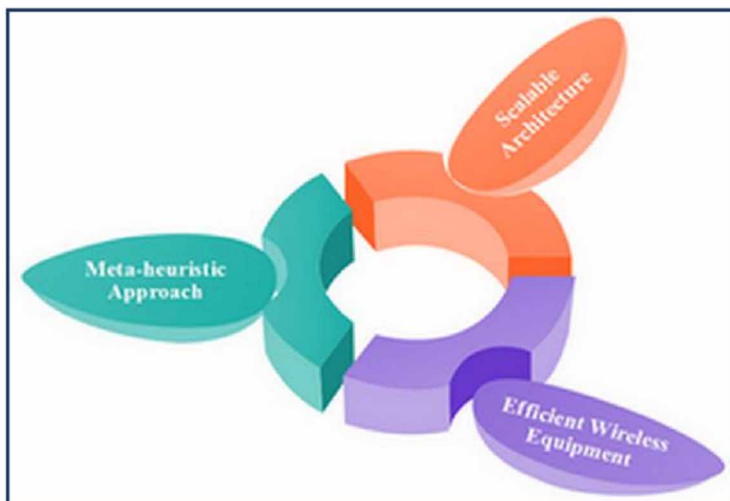 Scalable
Architecture
Meta-heuristic
Approach
Efficient Wireless
Equipment